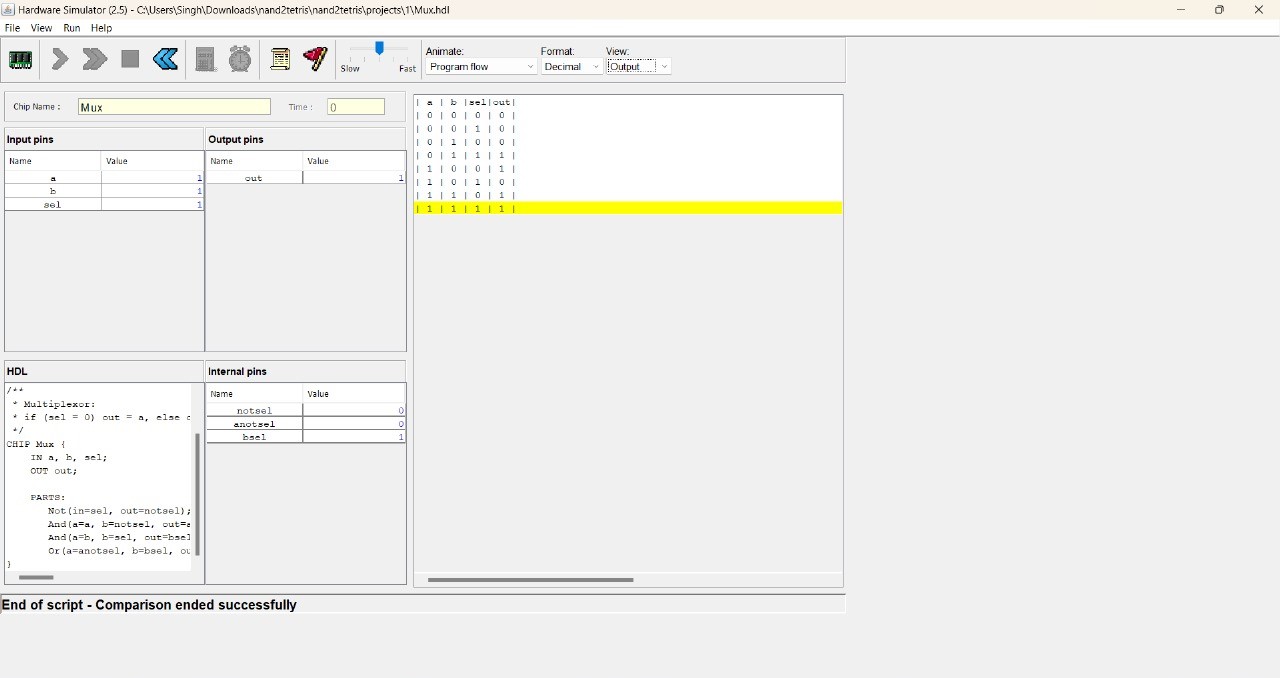 Hardware Simulator (2.5) - C:\Users\Singh\Downloads\nand2tetris\nand2tetris\projects\1\Mux.hdl
File View Run Help
Slow Fast
Animate: Format: View:
Program flow Decimal Output
Chip Name : Mux Time : 0
Input pins
Name Value
a 1
b 1
sel 1
Output pins
Name Value
out 1
HDL
/**
* Multiplexor:
* if (sel = 0) out = a, else
*/
CHIP Mux {
IN a, b, sel;
OUT out;
PARTS:
Not(in=sel, out=notsel);
And(a=a, b=notsel, out=
And(a=b, b=sel, out=bsel
Or(a=anotsel, b=bsel,
}
Internal pins
Name Value
notsel 0
anotsel 0
bsel 1
| a | b |sel|out|
| 0 | 0 | 0 | 0 |
| 0 | 0 | 1 | 0 |
| 0 | 1 | 0 | 0 |
| 0 | 1 | 1 | 1 |
| 1 | 0 | 0 | 1 |
| 1 | 0 | 1 | 0 |
| 1 | 1 | 0 | 1 |
| 1 | 1 | 1 | 1 |
End of script - Comparison ended successfully